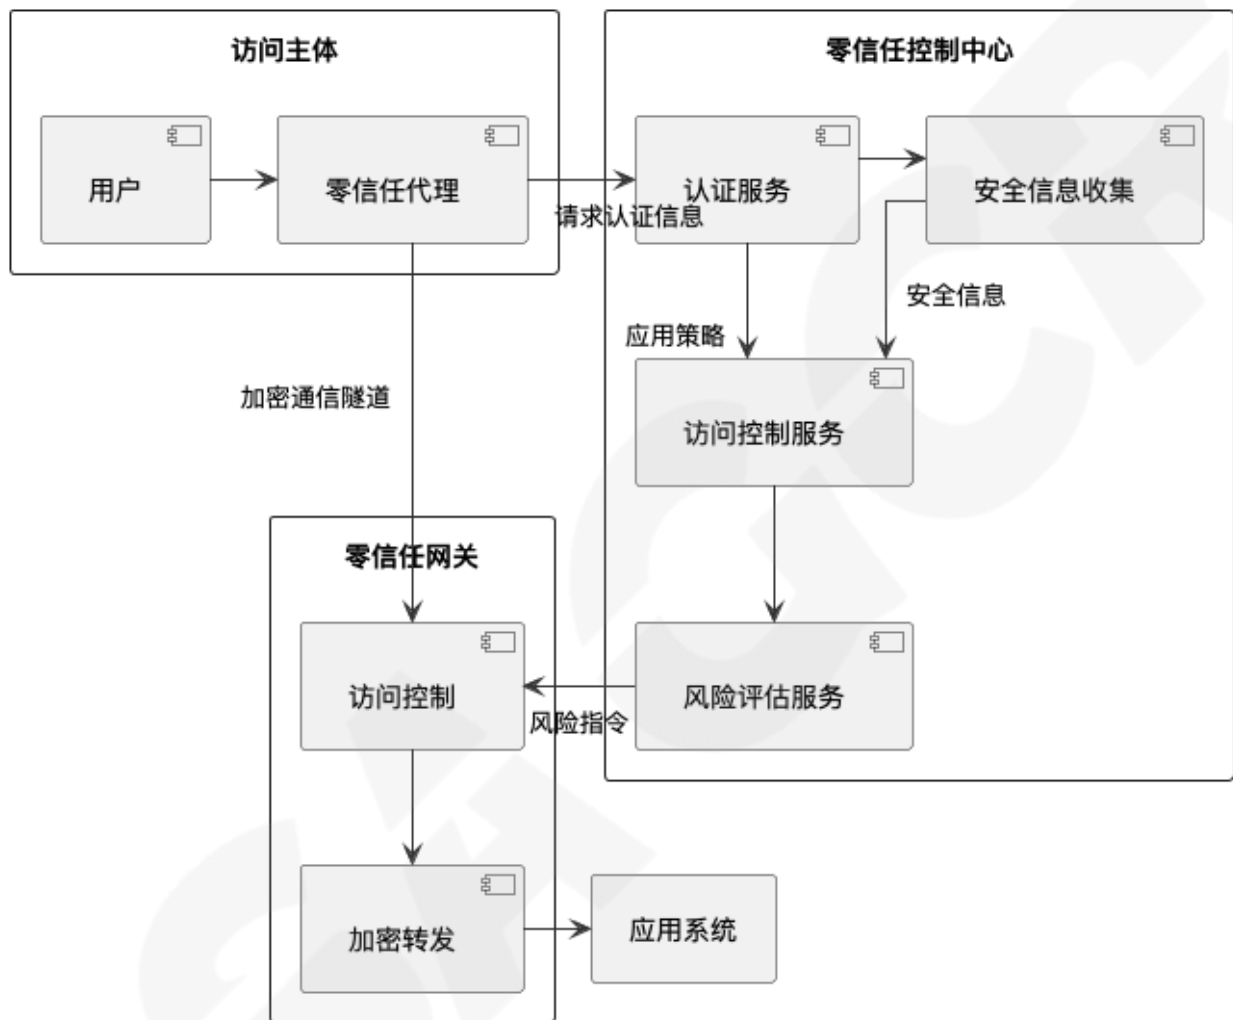 访问主体
零信任控制中心
用户
零信任代理
请求认证信息
认证服务
安全信息收集
安全信息
应用策略
加密通信隧道
访问控制服务
零信任网关
访问控制
风险指令
风险评估服务
加密转发
应用系统